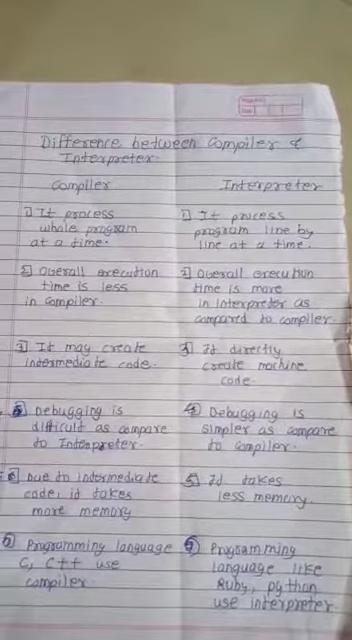 Difference between Compiler &
Interpreter.
Compiler
1) It process
whole program
at a time.
2) Overall execution
time is less
in compiler.
3) It may create
intermediate code.
Debugging is
difficult as compare
to Interpreter.
Due to intermediate
code, it takes
more memory
Programming language
C, C++ use
compiler
Interpreter
1) It process
program line by
line at a time.
2) Overall execution
time is more
in interpreter as
compared to compiler.
3) It directly
create machine
code.
4) Debugging is
simpler as compare
to compiler.
5) It takes
less memory.
Programming
language like
Ruby, python
use interpreter